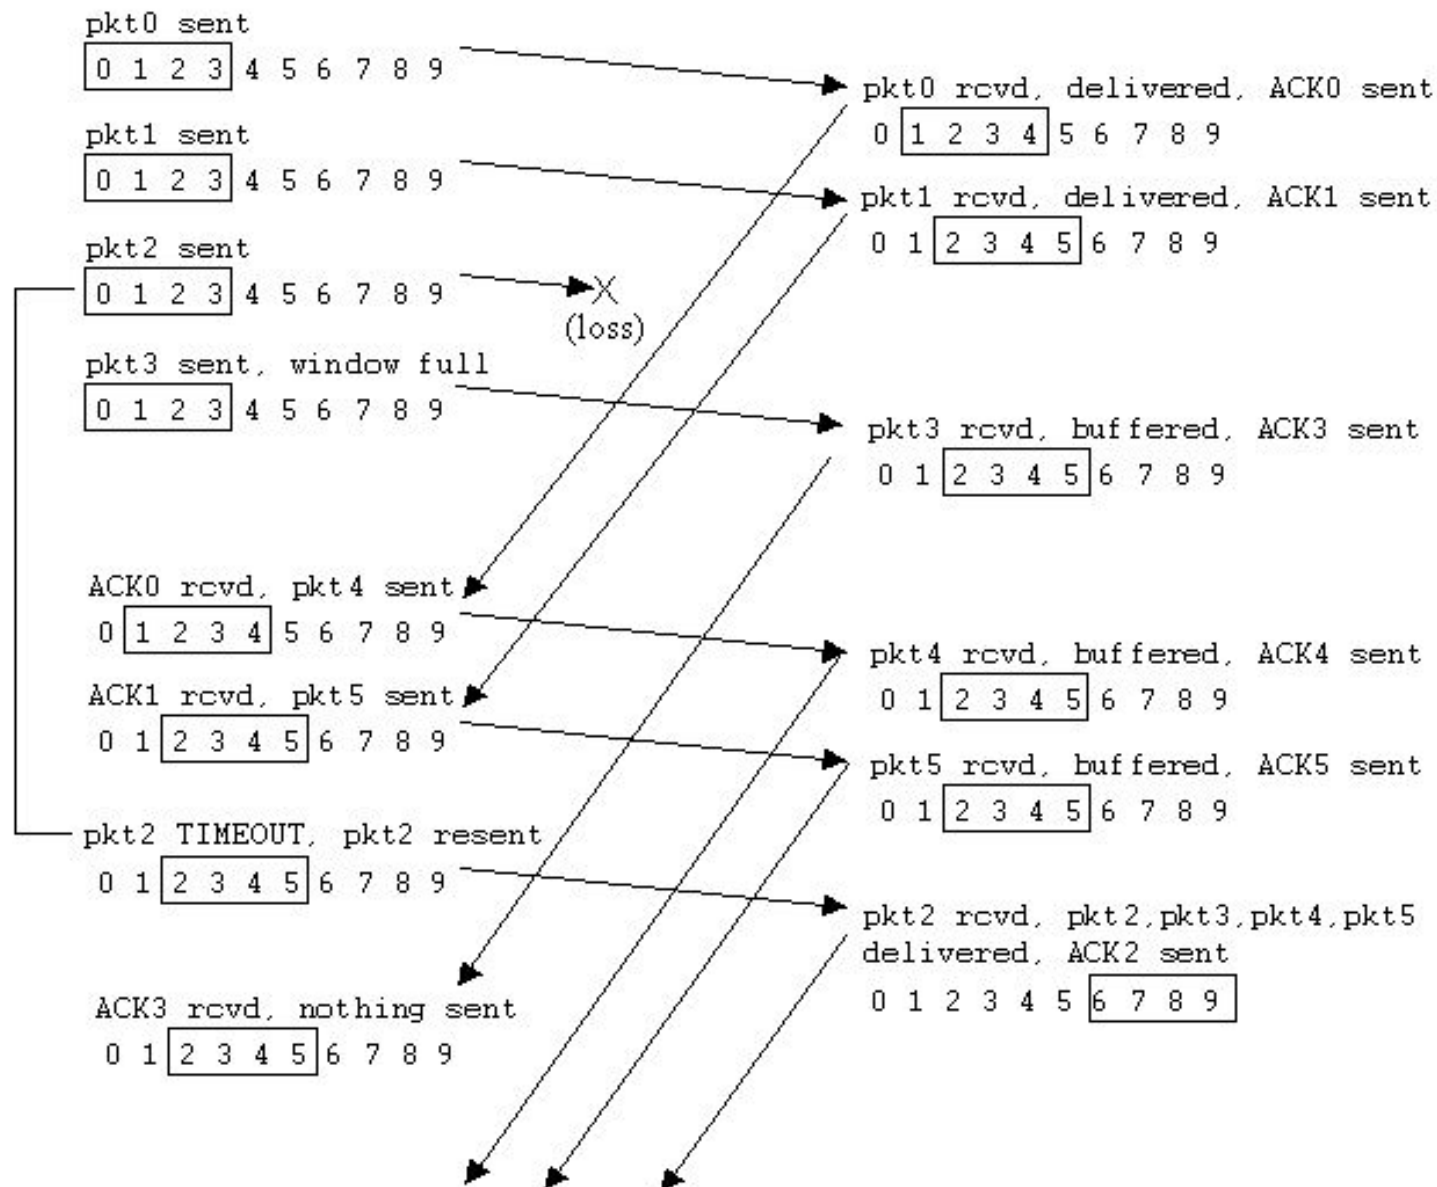 pkt0 sent
0 1 2 3 4 5 6 7 8 9
pkt1 sent
0 1 2 3 4 5 6 7 8 9
pkt2 sent
0 1 2 3 4 5 6 7 8 9
X
(loss)
pkt3 sent, window full
0 1 2 3 4 5 6 7 8 9
ACK0 rcvd, pkt4 sent
0 1 2 3 4 5 6 7 8 9
ACK1 rcvd, pkt5 sent
0 1 2 3 4 5 6 7 8 9
pkt2 TIMEOUT, pkt2 resent
0 1 2 3 4 5 6 7 8 9
ACK3 rcvd, nothing sent
0 1 2 3 4 5 6 7 8 9
pkt0 rcvd, delivered, ACK0 sent
0 1 2 3 4 5 6 7 8 9
pkt1 rcvd, delivered, ACK1 sent
0 1 2 3 4 5 6 7 8 9
pkt3 rcvd, buffered, ACK3 sent
0 1 2 3 4 5 6 7 8 9
pkt4 rcvd, buffered, ACK4 sent
0 1 2 3 4 5 6 7 8 9
pkt5 rcvd, buffered, ACK5 sent
0 1 2 3 4 5 6 7 8 9
pkt2 rcvd, pkt2,pkt3,pkt4,pkt5
delivered, ACK2 sent
0 1 2 3 4 5 6 7 8 9